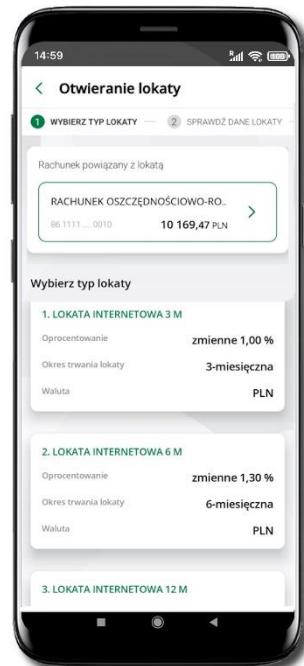 14:59
Otwieranie lokaty
1 WYBIERZ TYP LOKATY 2 SPRAWDŹ DANE LOKATY
Rachunek powiązany z lokatą
RACHUNEK OSZCZĘDNOŚCIOWO-RO..
86 1111 .... 0010 10 169,47 PLN
Wybierz typ lokaty
1. LOKATA INTERNETOWA 3 M
Oprocentowanie zmienne 1,00 %
Okres trwania lokaty 3-miesięczna
Waluta PLN
2. LOKATA INTERNETOWA 6 M
Oprocentowanie zmienne 1,30 %
Okres trwania lokaty 6-miesięczna
Waluta PLN
3. LOKATA INTERNETOWA 12 M